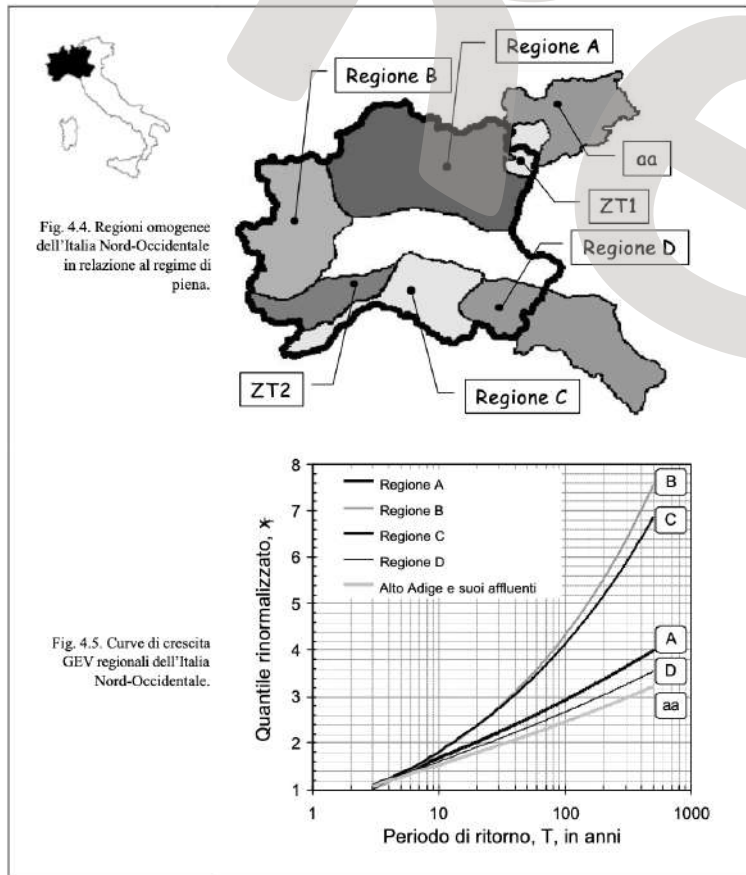 Regione A
Regione B
aa
ZT1
Regione D
Fig. 4.4. Regioni omogenee
dell'Italia Nord-Occidentale
in relazione al regime di
piena.
ZT2
Regione C
8
7
6
5
4
3
2
1
Quantile rinormalizzato, x
Regione A
Regione B
Regione C
Regione D
Alto Adige e suoi affluenti
B
C
A
D
aa
1
10
100
1000
Periodo di ritorno, T, in anni
Fig. 4.5. Curve di crescita
GEV regionali dell'Italia
Nord-Occidentale.